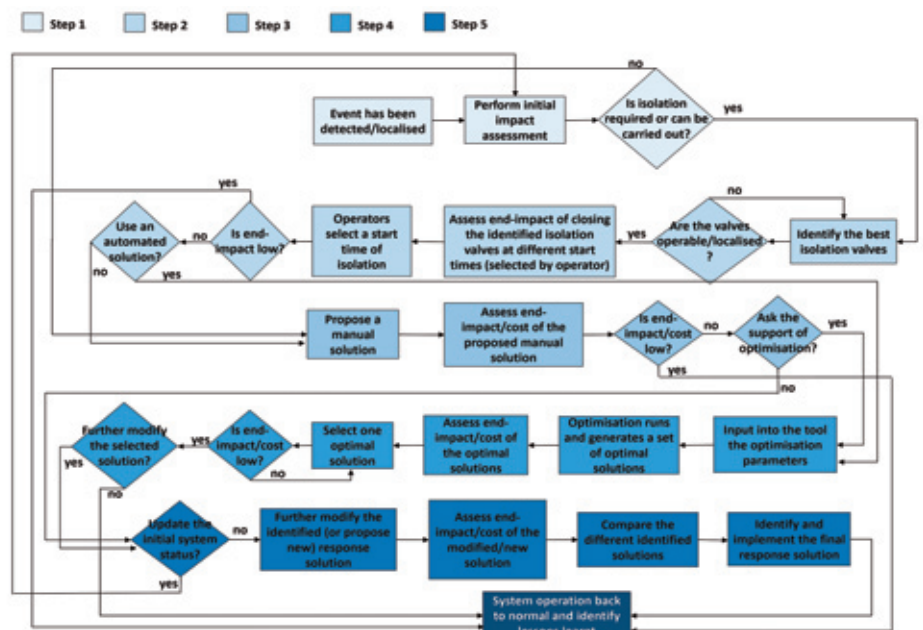 Step 1
Step 2
Step 3
Step 4
Step 5
no
Event has been
detected/localised
Perform initial
impact
assessment
Is isolation
required or can be
carried out?
yes
yes
no
Use an
automated
solution?
no
Is end-
impact low?
Operators
select a start
time of
isolation
Assess end-impact of closing
the identified isolation
valves at different start
times (selected by operator)
yes
Are the valves
operable/localised
?
Identify the best
isolation valves
no
yes
Propose a
manual
solution
Assess end-
impact/cost of the
proposed manual
solution
Is end-
impact/cost
low?
no
Ask the
support of
optimisation?
yes
yes
no
Further modify
the selected
solution?
yes
Is end-
impact/cost
low?
no
Select one
optimal
solution
Assess end-
impact/cost of
the optimal
solutions
Optimisation runs
and generates a set
of optimal solutions
Input into the tool
the optimisation
parameters
yes
no
Update the
initial system
status?
no
Further modify the
identified (or propose
new) response
solution
Assess end-
impact/cost of the
modified/new
solution
Compare the
different identified
solutions
Identify and
implement the final
response solution
yes
System operation back
to normal and identify